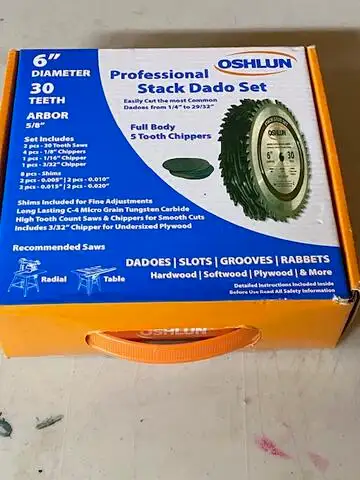 6"
DIAMETER
30
TEETH
ARBOR
5/8"
OSHLUN
Professional
Stack Dado Set
Easily Cut the most Common
Dadoes from 1/4" to 29/32"
Full Body
5 Tooth Chippers
OSHLUN
6" 30
Set Includes
2 pcs - 30 Tooth Saws
4 pcs - 1/8" Chippers
1 pcs - 1/16" Chipper
1 pcs - 3/32" Chipper
8 pcs - Shims
2 pcs - 0.005" | 2 pcs - 0.010"
2 pcs - 0.015" | 2 pcs - 0.020"
Shims Included for Fine Adjustments
Long Lasting C-4 Micro Grain Tungsten Carbide
High Tooth Count Saws & Chippers for Smooth Cuts
Includes 3/32" Chipper for Undersized Plywood
Recommended Saws
Radial
Table
DADOES | SLOTS | GROOVES | RABBETS
Hardwood | Softwood | Plywood | & More
Detailed Instructions Included Inside
Before Use Read All Safety Information
OSHLUN